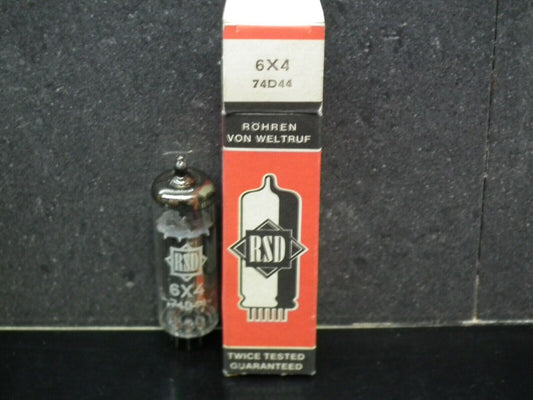 6X4
74D44
RÖHREN
VON WELTRUF
RSD
TWICE TESTED
GUARANTEED
RSD
6X4